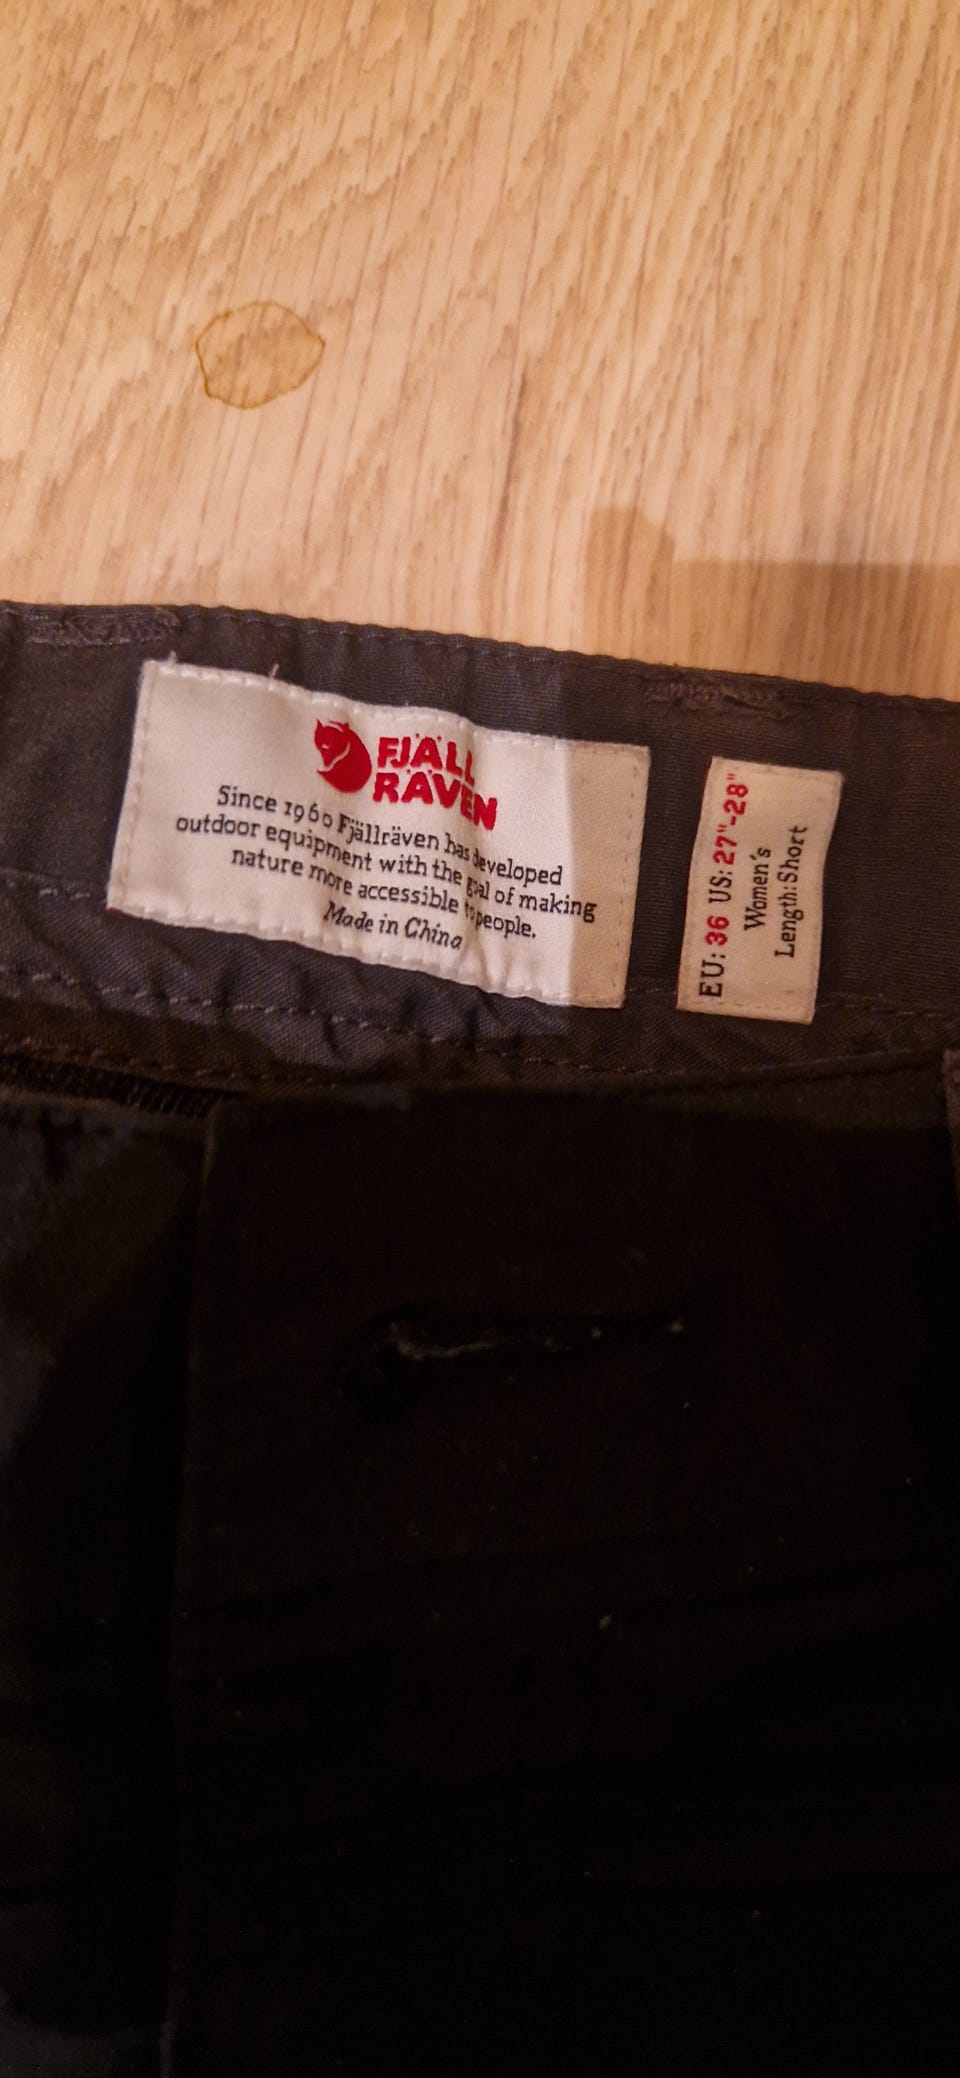 FJÄLL
RÄVEN
Since 1960 Fjällräven has developed
outdoor equipment with the goal of making
nature more accessible to people.
Made in China
EU: 36 US: 27"-28"
Women's
Length: Short